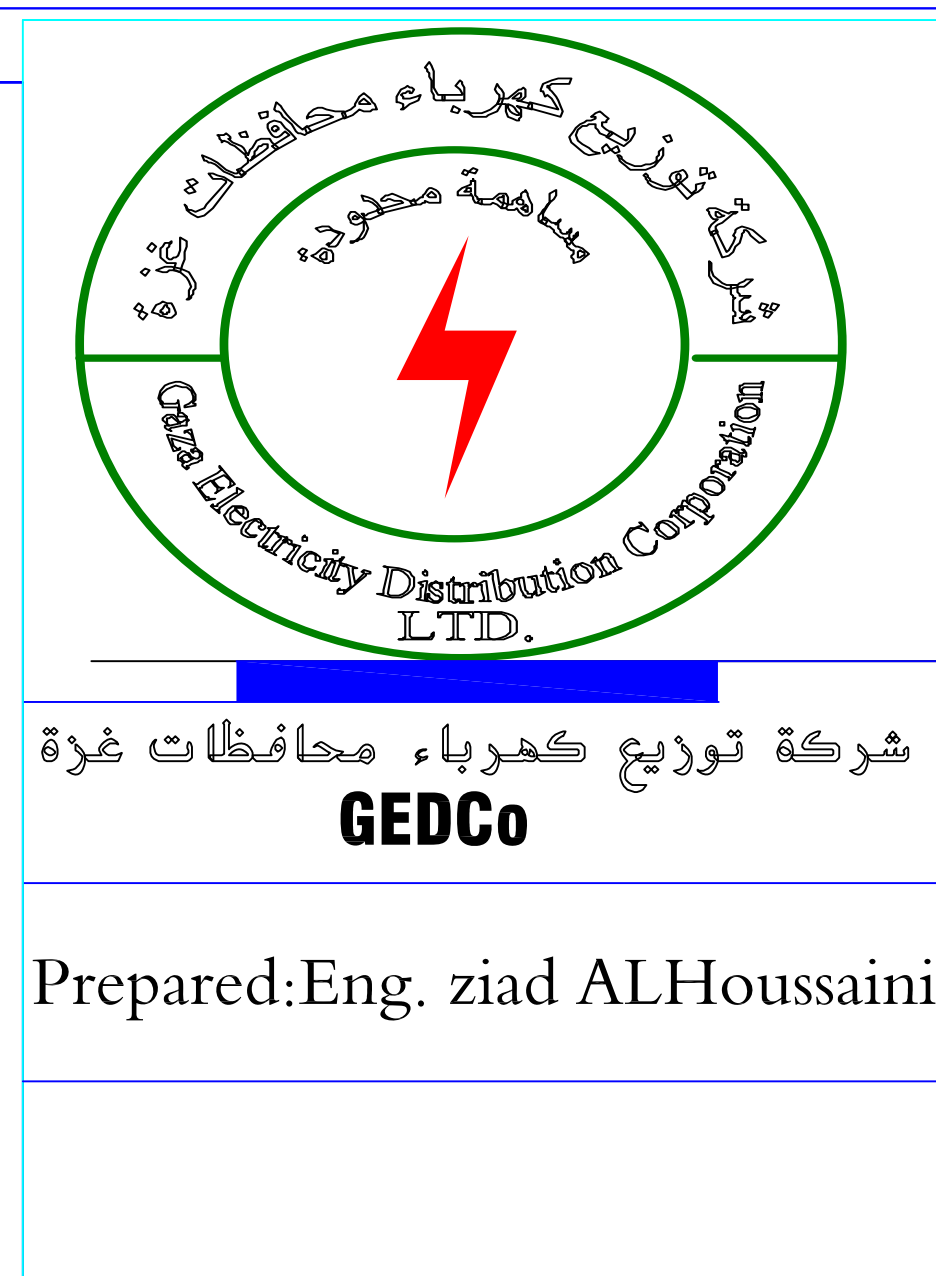 شركة توزيع كهرباء محافظات غزة
مساهمة محدودة
Gaza Electricity Distribution Corporation
LTD.
شركة توزيع كهرباء محافظات غزة
GEDCo
Prepared:Eng. ziad ALHoussaini